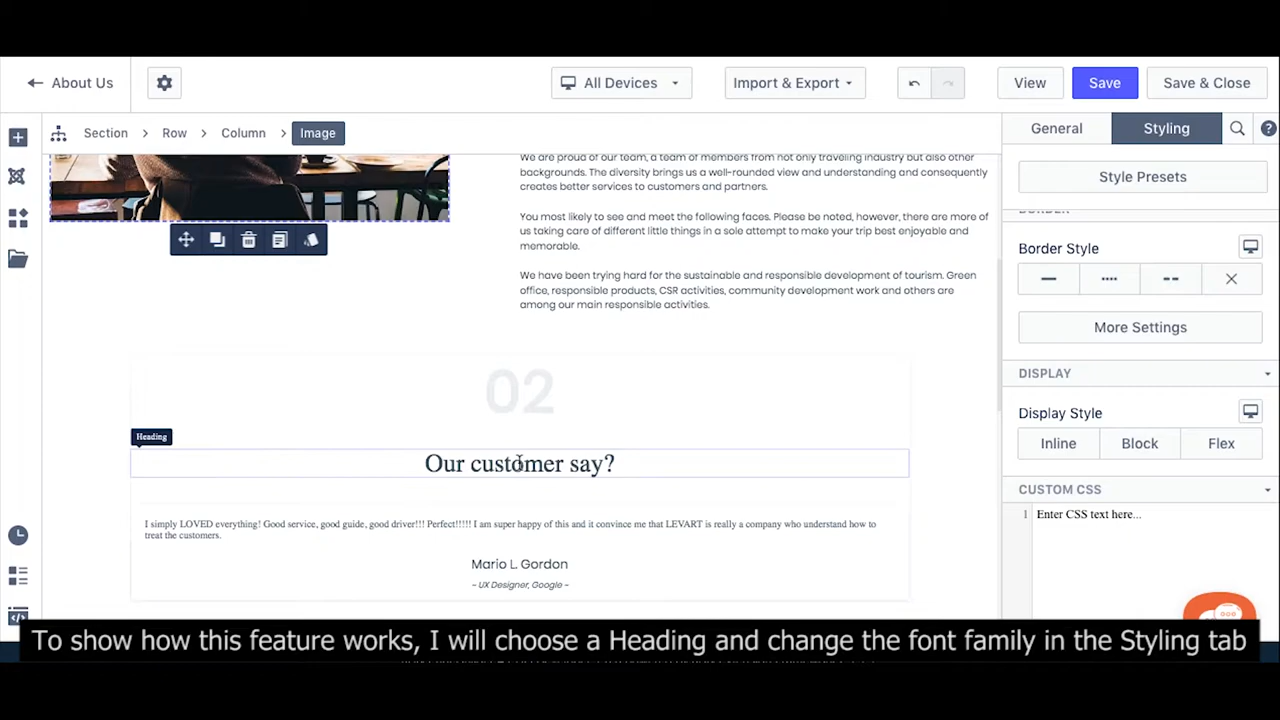 About Us
All Devices
Import & Export
View
Save
Save & Close
Section
Row
Column
Image
General
Styling
Style Presets
We are proud of our team, a team of members from not only traveling industry but also other
backgrounds. The diversity brings us a well-rounded view and understanding and consequently
creates better services to customers and partners.
You most likely to see and meet the following faces. Please be noted, however, there are more of
us taking care of different little things in a sole attempt to make your trip best enjoyable and
memorable.
We have been trying hard for the sustainable and responsible development of tourism. Green
office, responsible products, CSR activities, community development work and others are
among our main responsible activities.
BORDER
Border Style
More Settings
DISPLAY
Display Style
Inline
Block
Flex
CUSTOM CSS
1 Enter CSS text here...
02
Heading
Our customer say?
I simply LOVED everything! Good service, good guide, good driver!!! Perfect!!!!! I am super happy of this and it convince me that LEVART is really a company who understand how to
treat the customers.
Mario L. Gordon
~ UX Designer, Google ~
To show how this feature works, I will choose a Heading and change the font family in the Styling tab